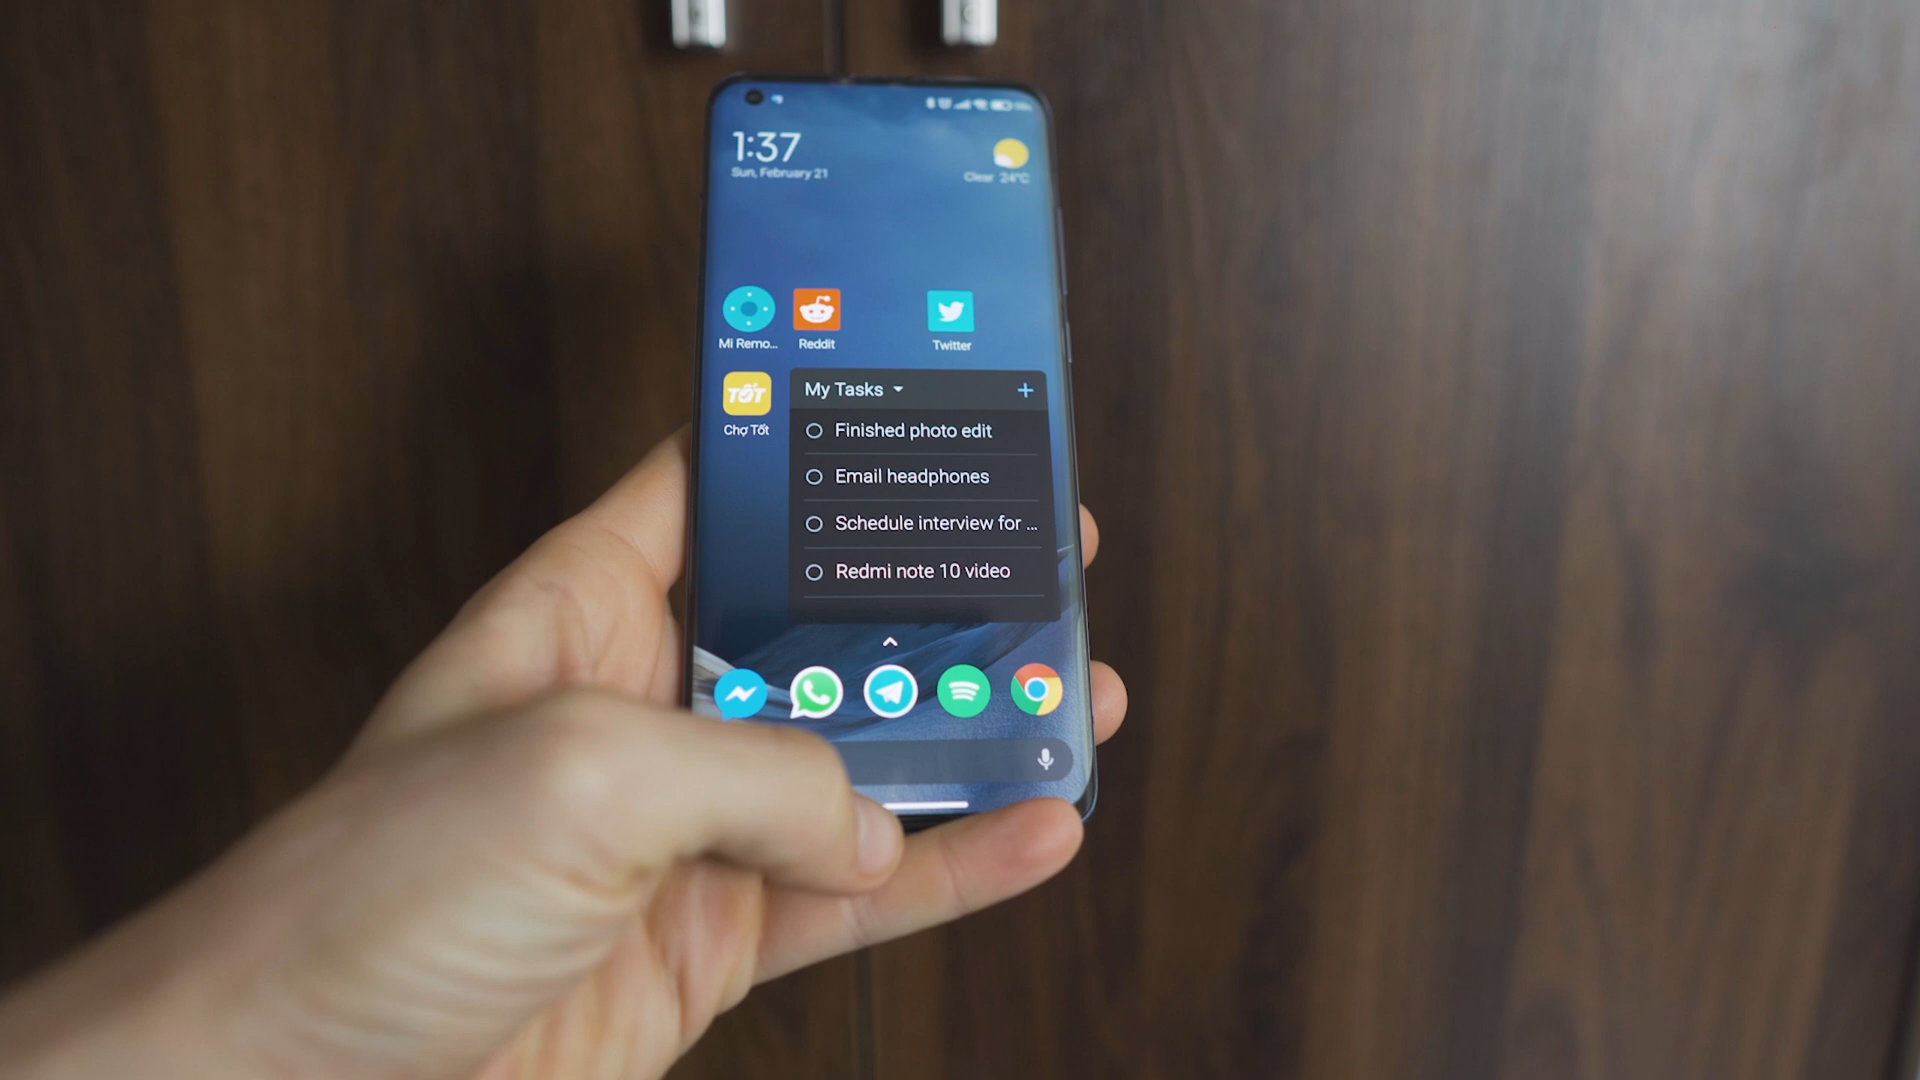 1:37
Sun, February 21
Clear 24°C
Mi Remo...
Reddit
Twitter
TỐT
Chợ Tốt
My Tasks
Finished photo edit
Email headphones
Schedule interview for ...
Redmi note 10 video